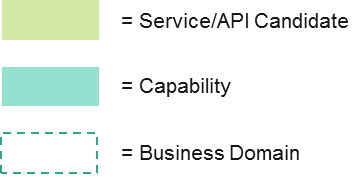 = Service/API Candidate
= Capability
= Business Domain